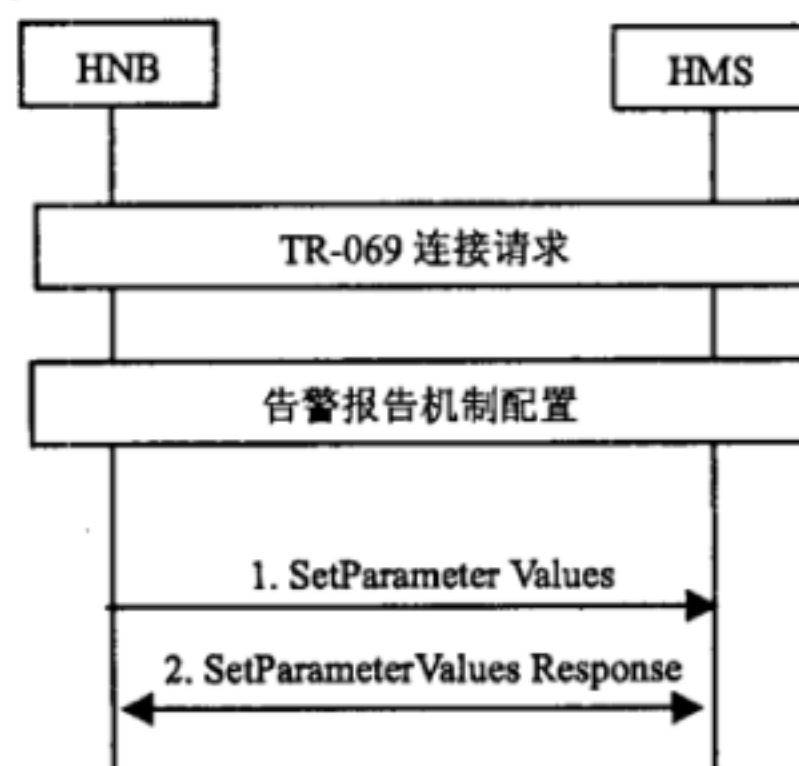 HNB
HMS
TR-069 连接请求
告警报告机制配置
1. SetParameter Values
2. SetParameterValues Response